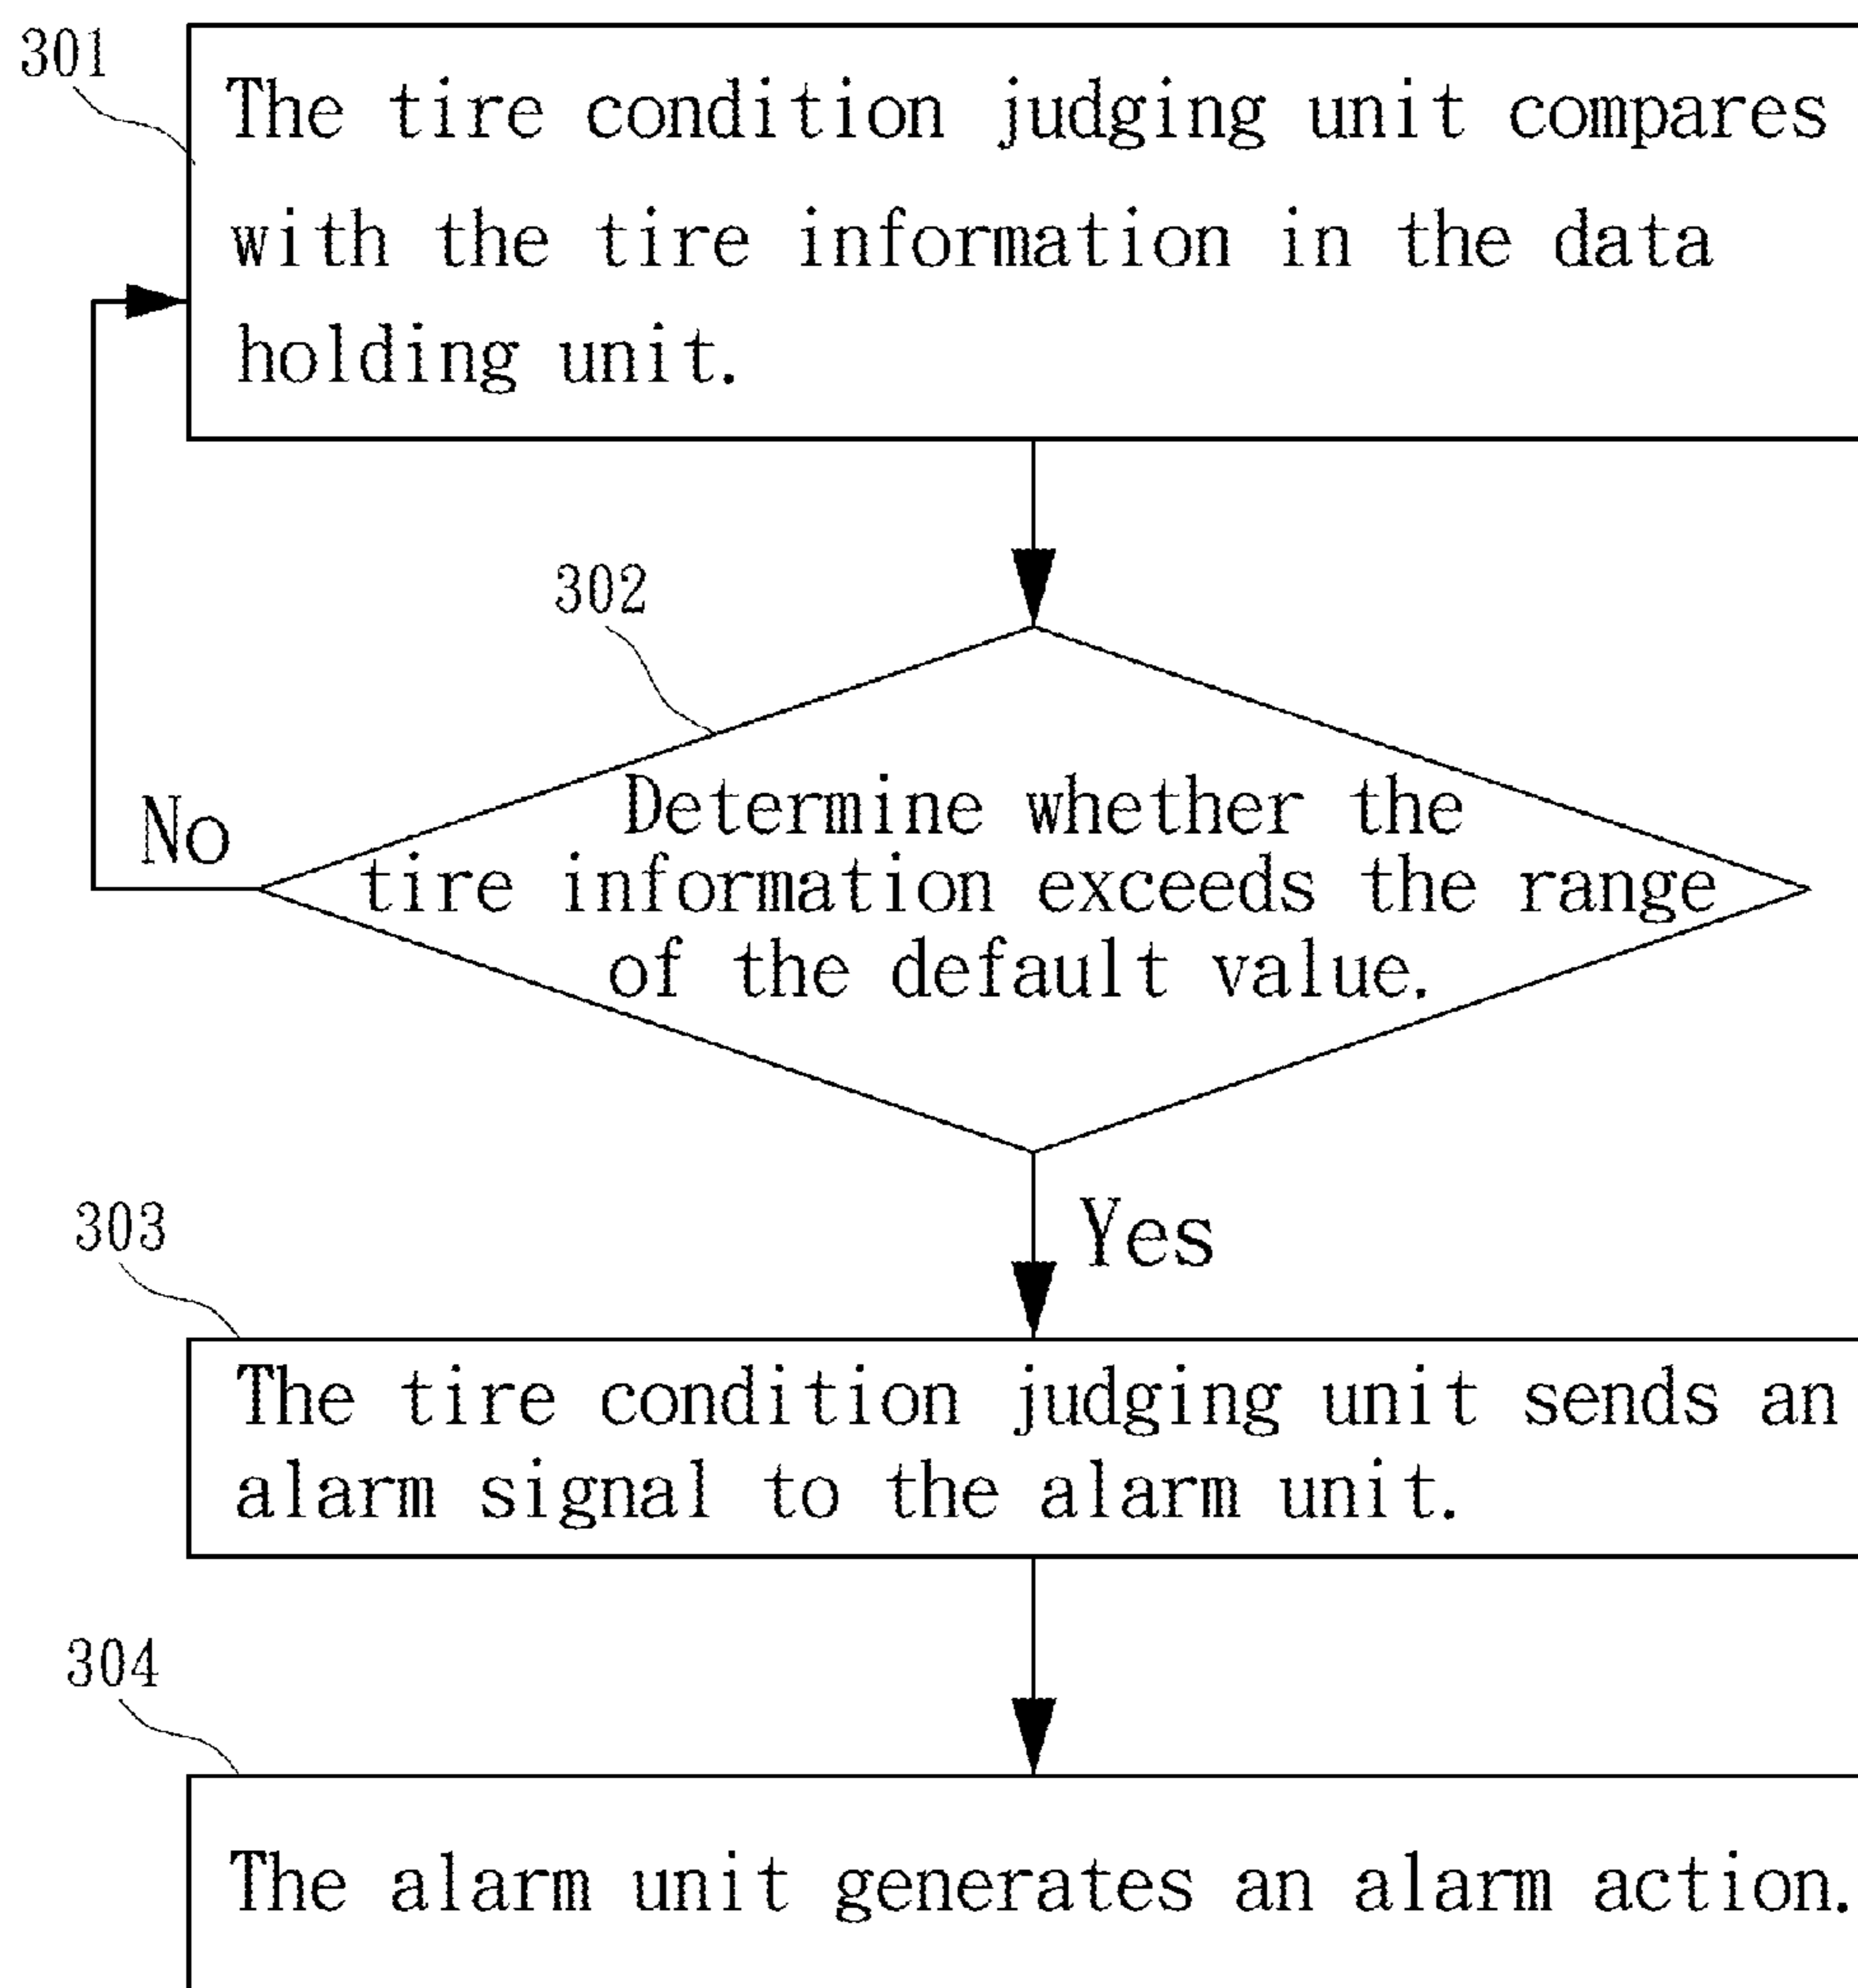 301
The tire condition judging unit compares
with the tire information in the data
holding unit.
302
Determine whether the
tire information exceeds the range
of the default value.
No
Yes
303
The tire condition judging unit sends an
alarm signal to the alarm unit.
304
The alarm unit generates an alarm action.